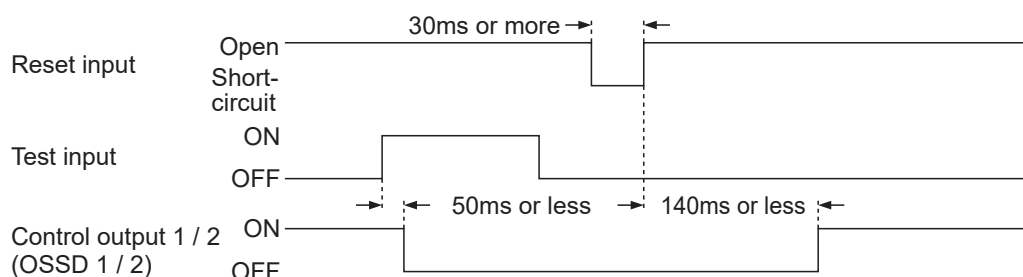 30ms or more
Open
Reset input
Short-
circuit
ON
Test input
OFF
50ms or less
140ms or less
ON
Control output 1 / 2
(OSSD 1 / 2)
OFF